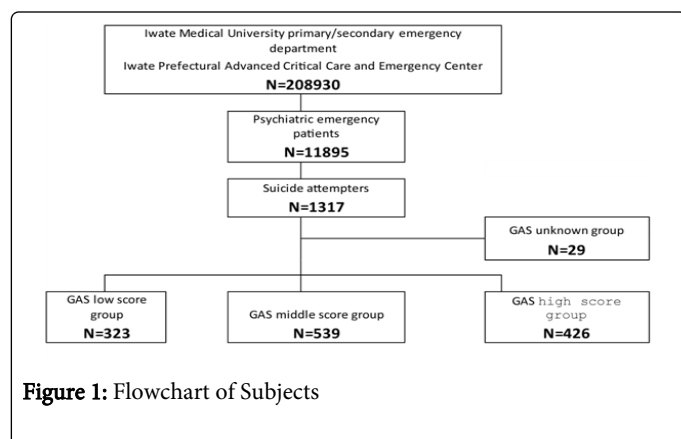 Iwate Medical University primary/secondary emergency
department
Iwate Prefectural Advanced Critical Care and Emergency Center
N=208930
Psychiatric emergency
patients
N=11895
Suicide attempters
N=1317
GAS unknown group
N=29
GAS low score
group
N=323
GAS middle score group
N=539
GAS high score
group
N=426
Figure 1: Flowchart of Subjects